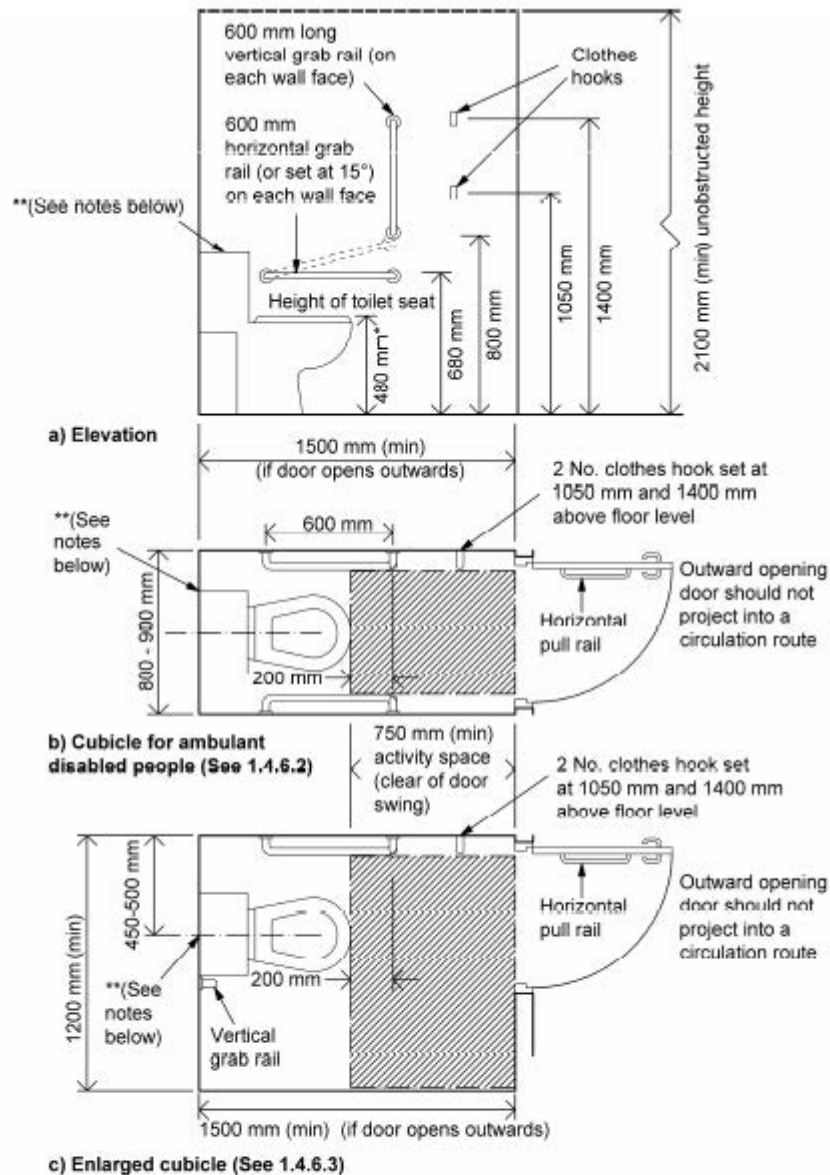 600 mm long
vertical grab rail (on
each wall face)
Clothes
hooks
600 mm
horizontal grab
rail (or set at 15°)
on each wall face
**(See notes below)
Height of toilet seat
480 mm*
680 mm
800 mm
1050 mm
1400 mm
2100 mm (min) unobstructed height
a) Elevation
1500 mm (min)
(if door opens outwards)
2 No. clothes hook set at
1050 mm and 1400 mm
above floor level
**(See
notes
below)
600 mm
800 - 900 mm
200 mm
Horizontal
pull rail
Outward opening
door should not
project into a
circulation route
b) Cubicle for ambulant
disabled people (See 1.4.6.2)
750 mm (min)
activity space
(clear of door
swing)
2 No. clothes hook set
at 1050 mm and 1400 mm
above floor level
450-500 mm
1200 mm (min)
200 mm
**(See
notes
below)
Vertical
grab rail
Horizontal
pull rail
Outward opening
door should not
project into a
circulation route
1500 mm (min) (if door opens outwards)
c) Enlarged cubicle (See 1.4.6.3)